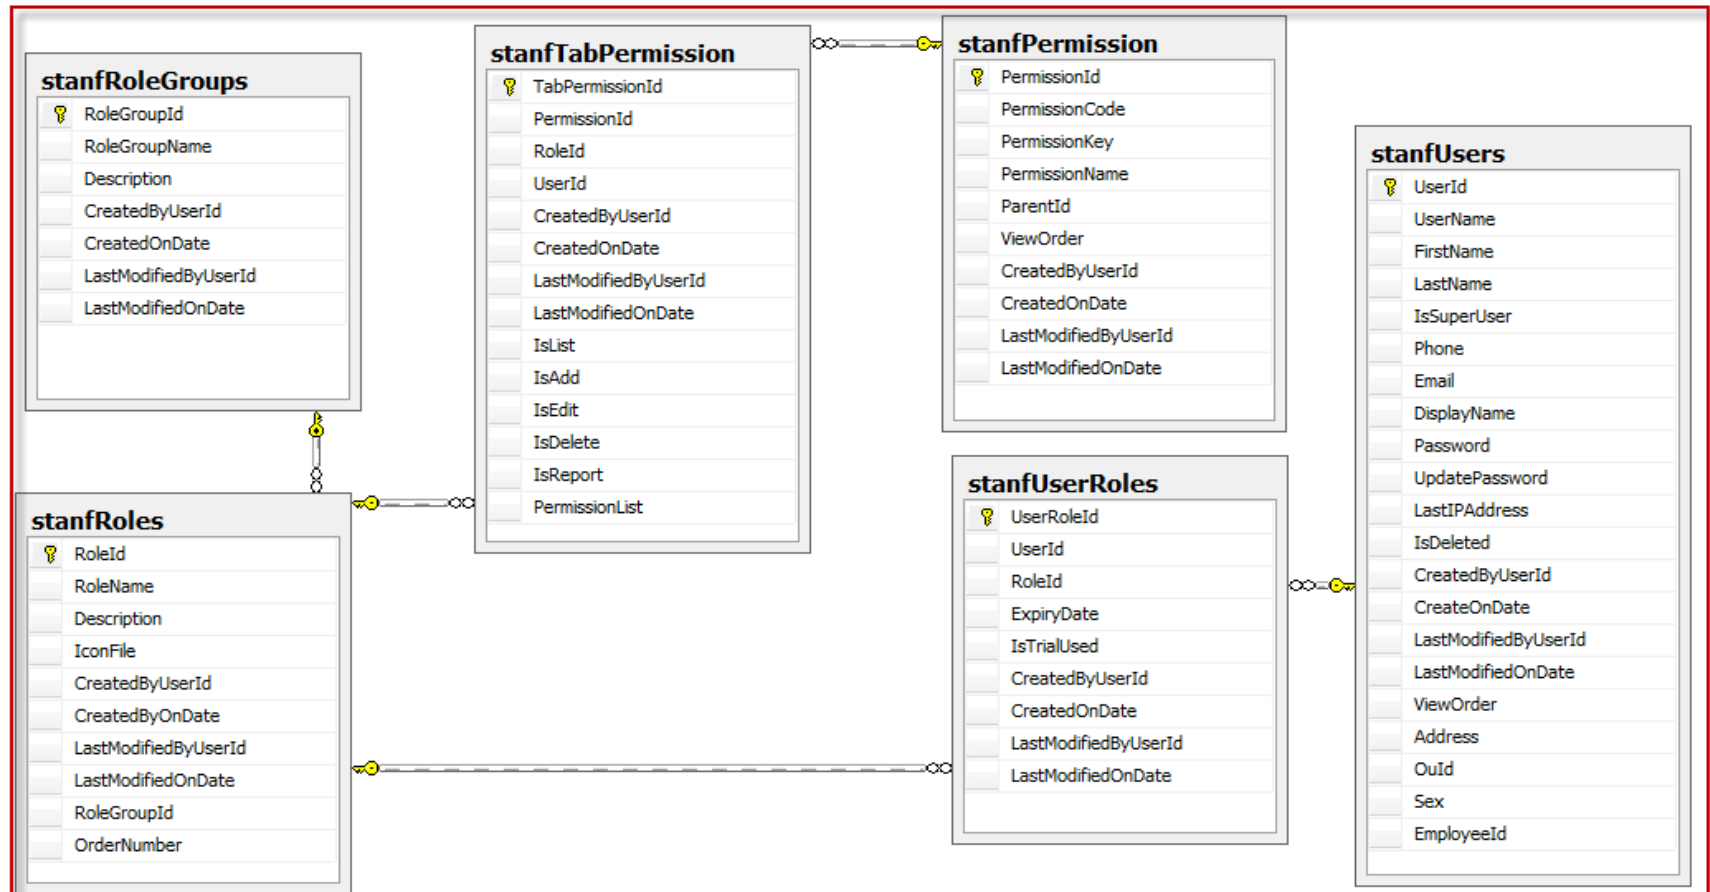 stanfRoleGroups
RoleGroupId
RoleGroupName
Description
CreatedByUserId
CreatedOnDate
LastModifiedByUserId
LastModifiedOnDate
stanfTabPermission
TabPermissionId
PermissionId
RoleId
UserId
CreatedByUserId
CreatedOnDate
LastModifiedByUserId
LastModifiedOnDate
IsList
IsAdd
IsEdit
IsDelete
IsReport
PermissionList
stanfPermission
PermissionId
PermissionCode
PermissionKey
PermissionName
ParentId
ViewOrder
CreatedByUserId
CreatedOnDate
LastModifiedByUserId
LastModifiedOnDate
stanfUsers
UserId
UserName
FirstName
LastName
IsSuperUser
Phone
Email
DisplayName
Password
UpdatePassword
LastIPAddress
IsDeleted
CreatedByUserId
CreateOnDate
LastModifiedByUserId
LastModifiedOnDate
ViewOrder
Address
OuId
Sex
EmployeeId
stanfRoles
RoleId
RoleName
Description
IconFile
CreatedByUserId
CreatedByOnDate
LastModifiedByUserId
LastModifiedOnDate
RoleGroupId
OrderNumber
stanfUserRoles
UserRoleId
UserId
RoleId
ExpiryDate
IsTrialUsed
CreatedByUserId
CreatedOnDate
LastModifiedByUserId
LastModifiedOnDate